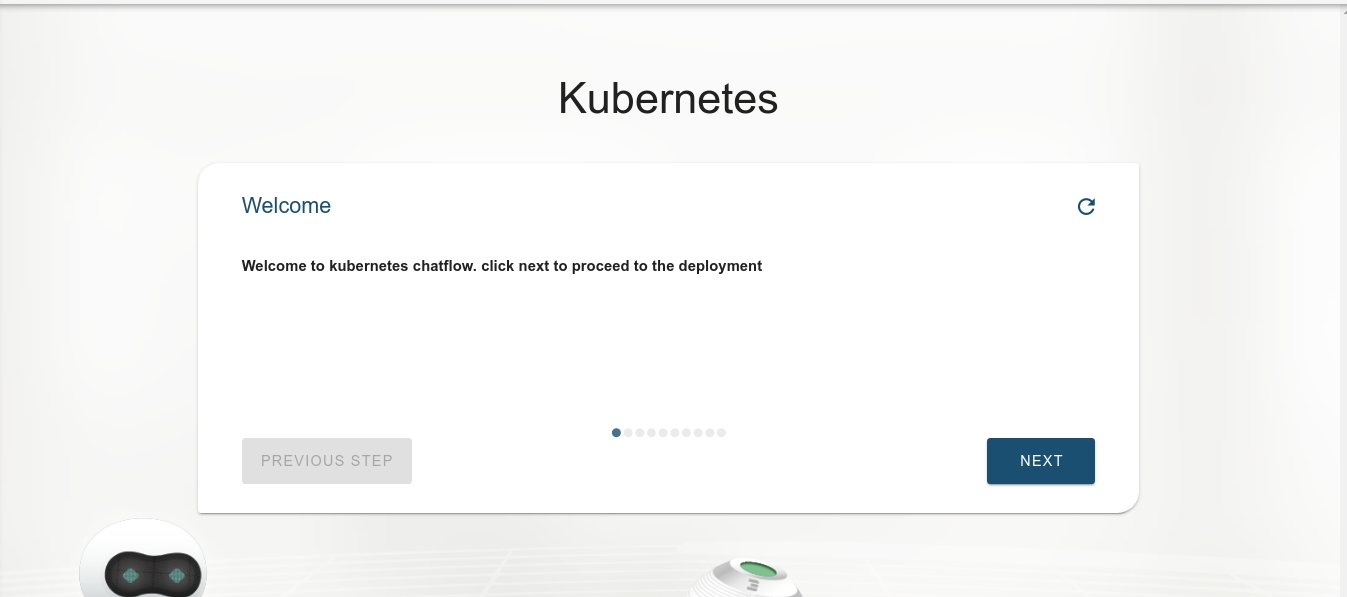 Kubernetes
Welcome
Welcome to kubernetes chatflow. click next to proceed to the deployment
PREVIOUS STEP
NEXT